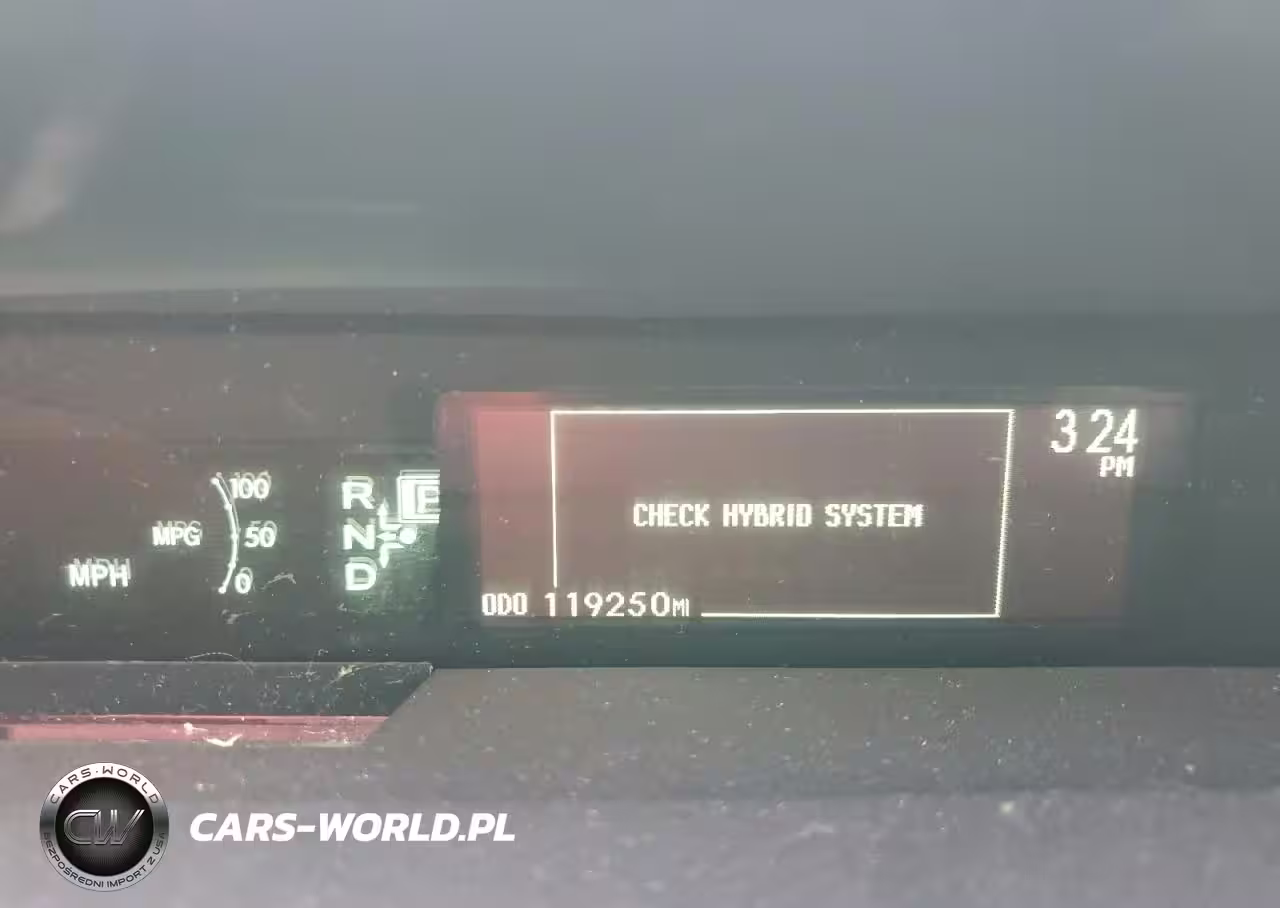 3:24
PM
100
R
MPG
50
N
CHECK HYBRID SYSTEM
MPH
0
D
ODO 119250MI
CARS-WORLD
CW
BEZPOŚREDNI IMPORT Z USA
CARS-WORLD.PL